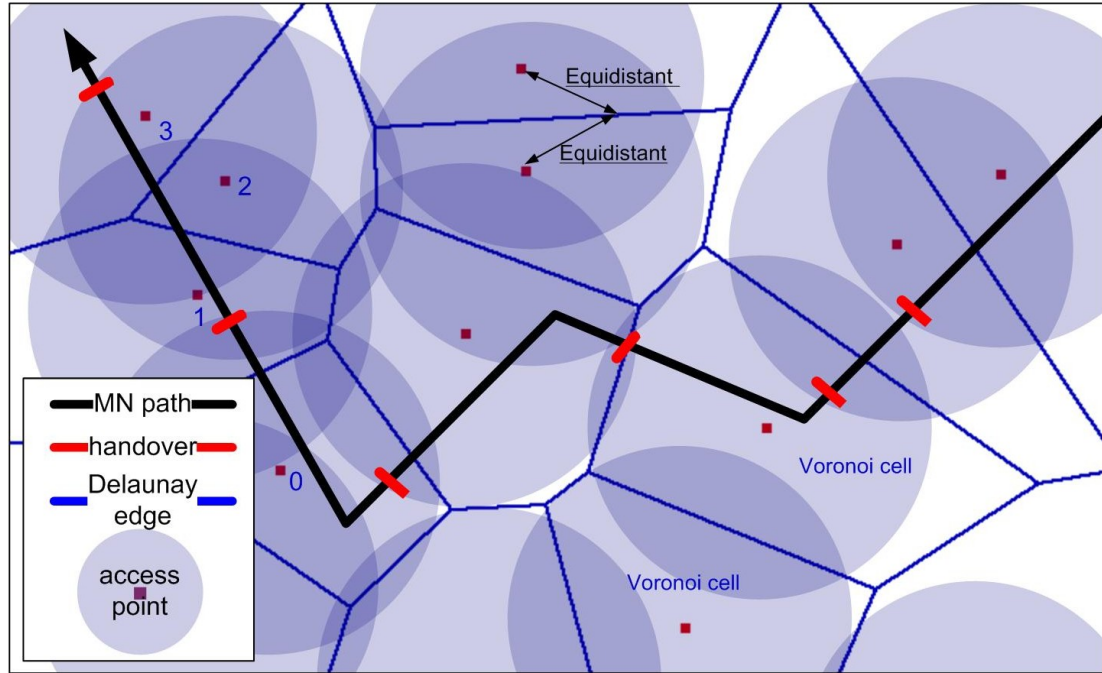 Equidistant
Equidistant
3
2
1
0
Voronoi cell
Voronoi cell
MN path
handover
Delaunay
edge
access
point